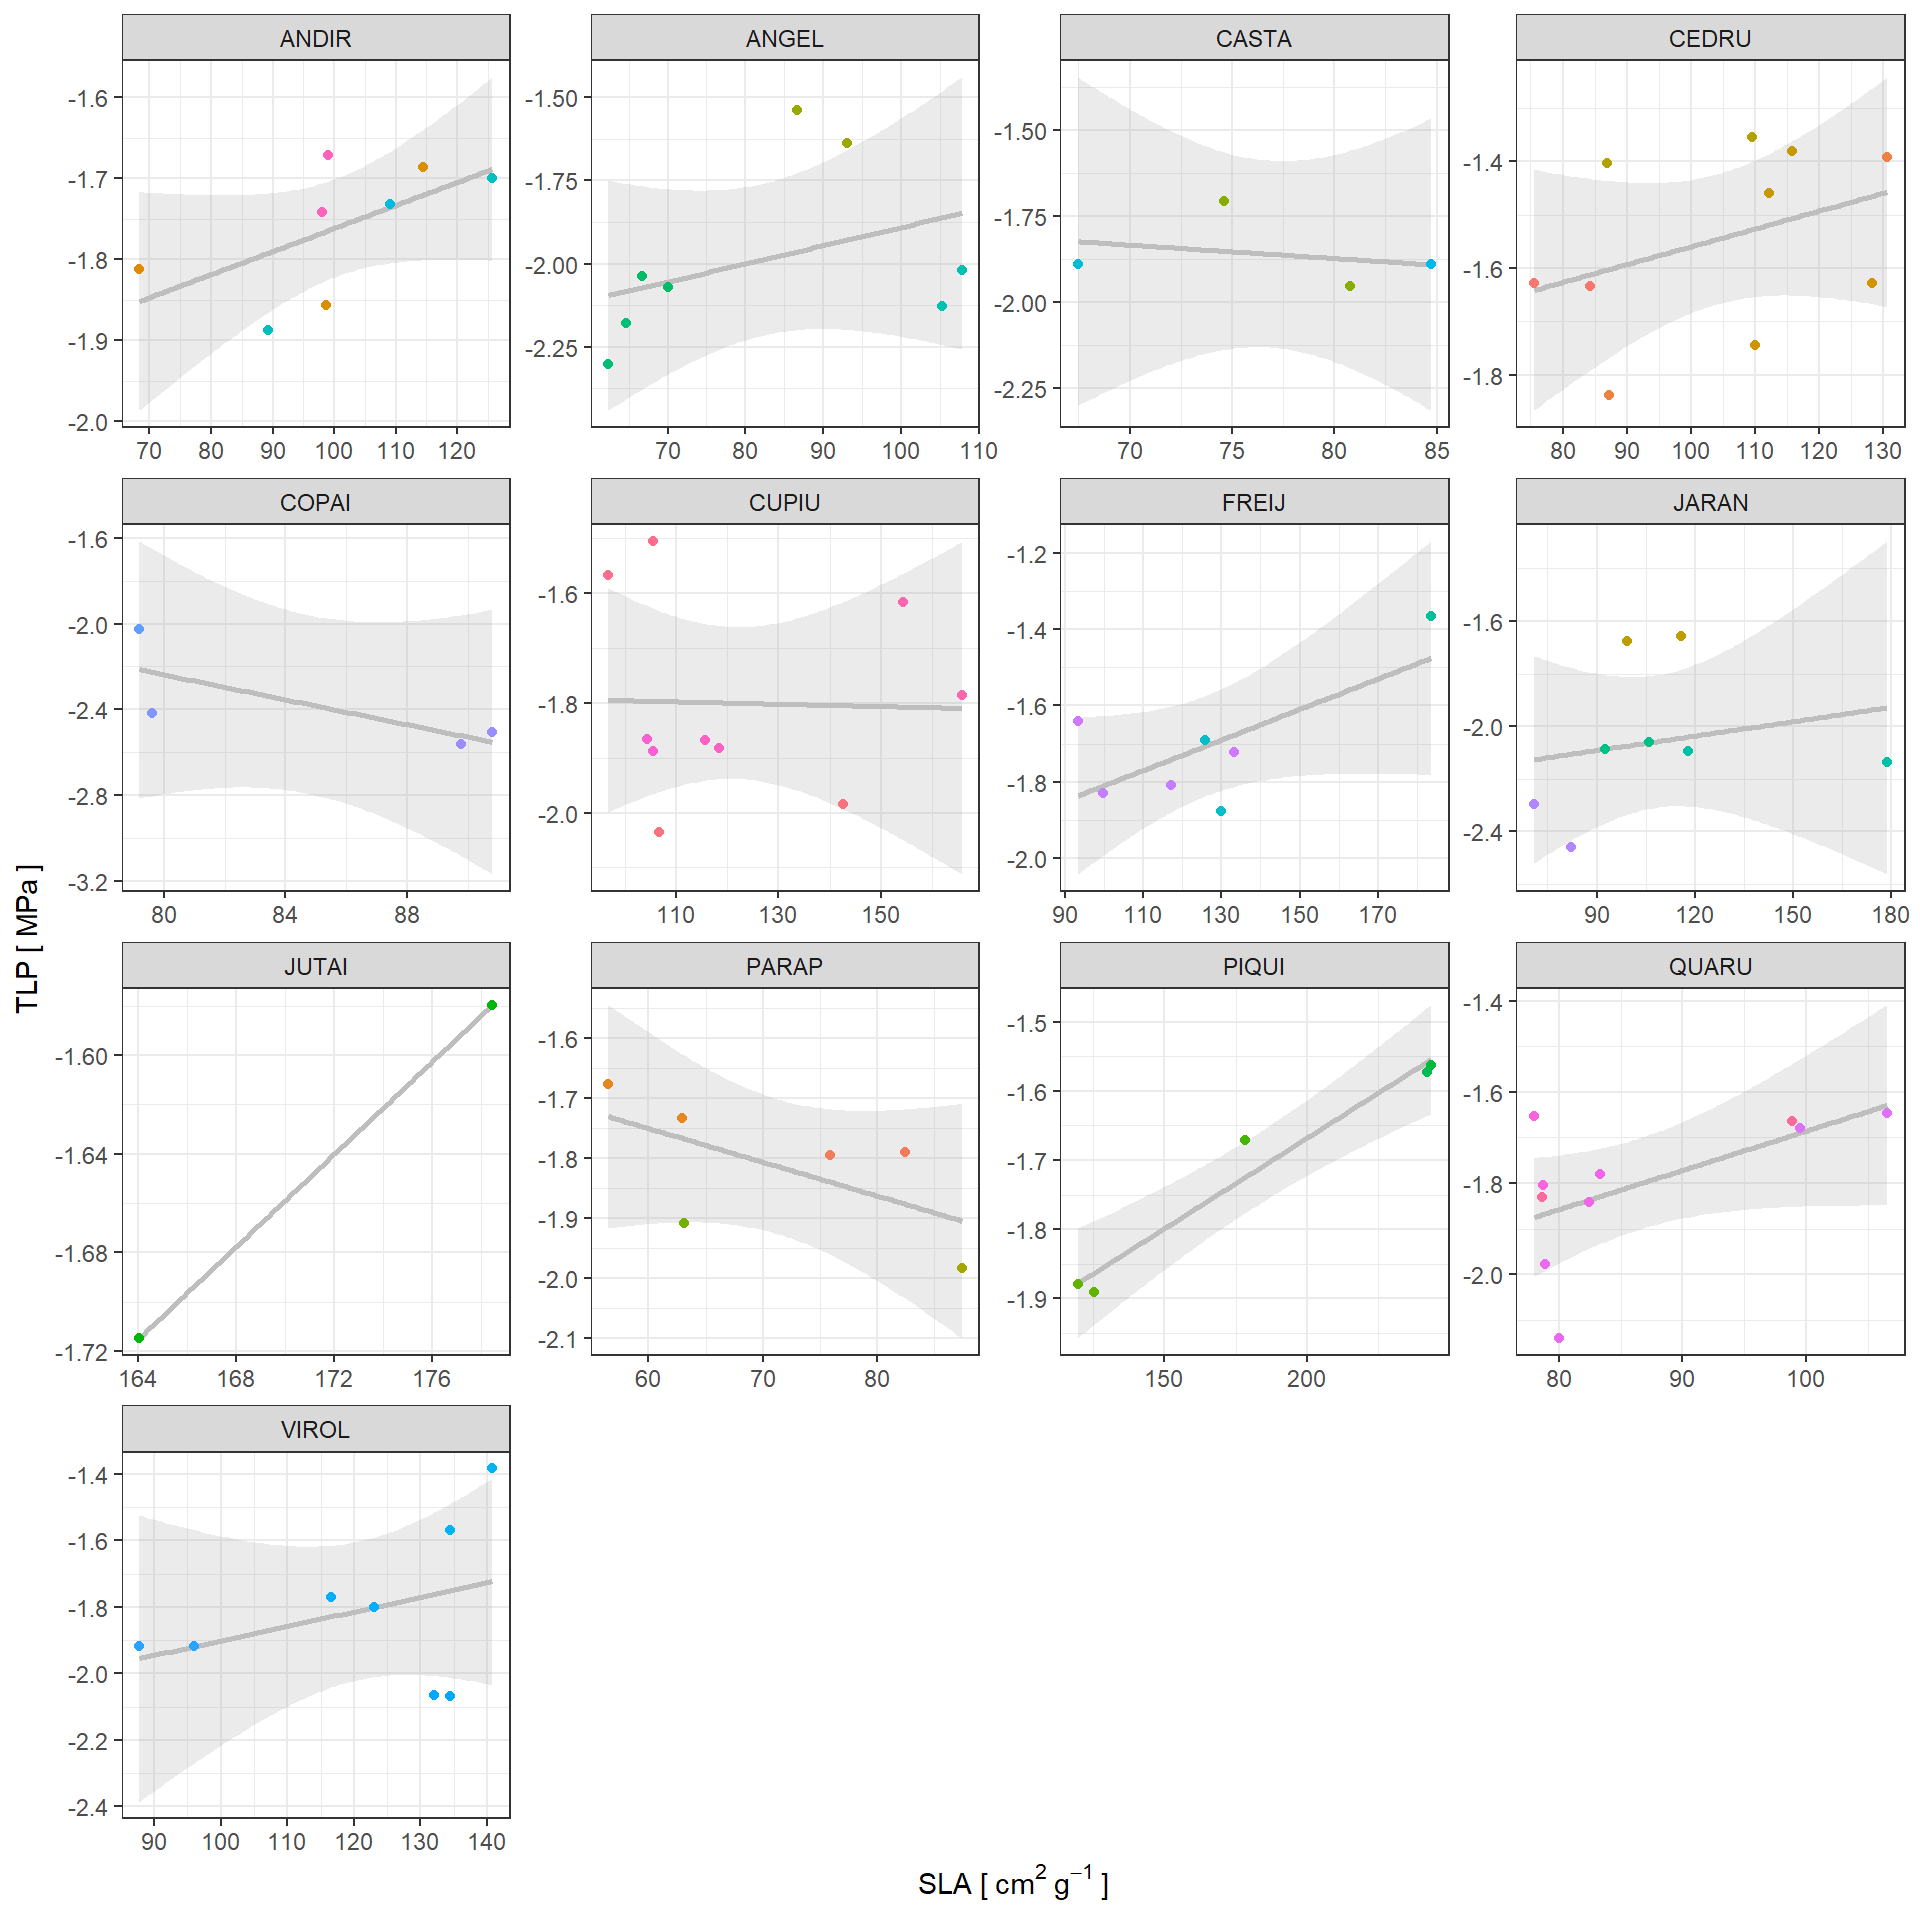 ANDIR ANGEL CASTA CEDRU
-1.6 -1.7 -1.8 -1.9 -2.0
70 80 90 100 110 120
-1.50 -1.75 -2.00 -2.25
70 80 90 100 110
-1.50 -1.75 -2.00 -2.25
70 75 80 85
-1.4 -1.6 -1.8
80 90 100 110 120 130
COPAI CUPIU FREIJ JARAN
-1.6 -2.0 -2.4 -2.8 -3.2
80 84 88
-1.6 -1.8 -2.0
110 130 150
-1.2 -1.4 -1.6 -1.8 -2.0
90 110 130 150 170
-1.6 -2.0 -2.4
90 120 150 180
JUTAI PARAP PIQUI QUARU
-1.60 -1.64 -1.68 -1.72
164 168 172 176
-1.6 -1.7 -1.8 -1.9 -2.0 -2.1
60 70 80
-1.5 -1.6 -1.7 -1.8 -1.9
150 200
-1.4 -1.6 -1.8 -2.0
80 90 100
VIROL
-1.4 -1.6 -1.8 -2.0 -2.2 -2.4
90 100 110 120 130 140
TLP [ MPa ]
SLA [ cm² g⁻¹ ]